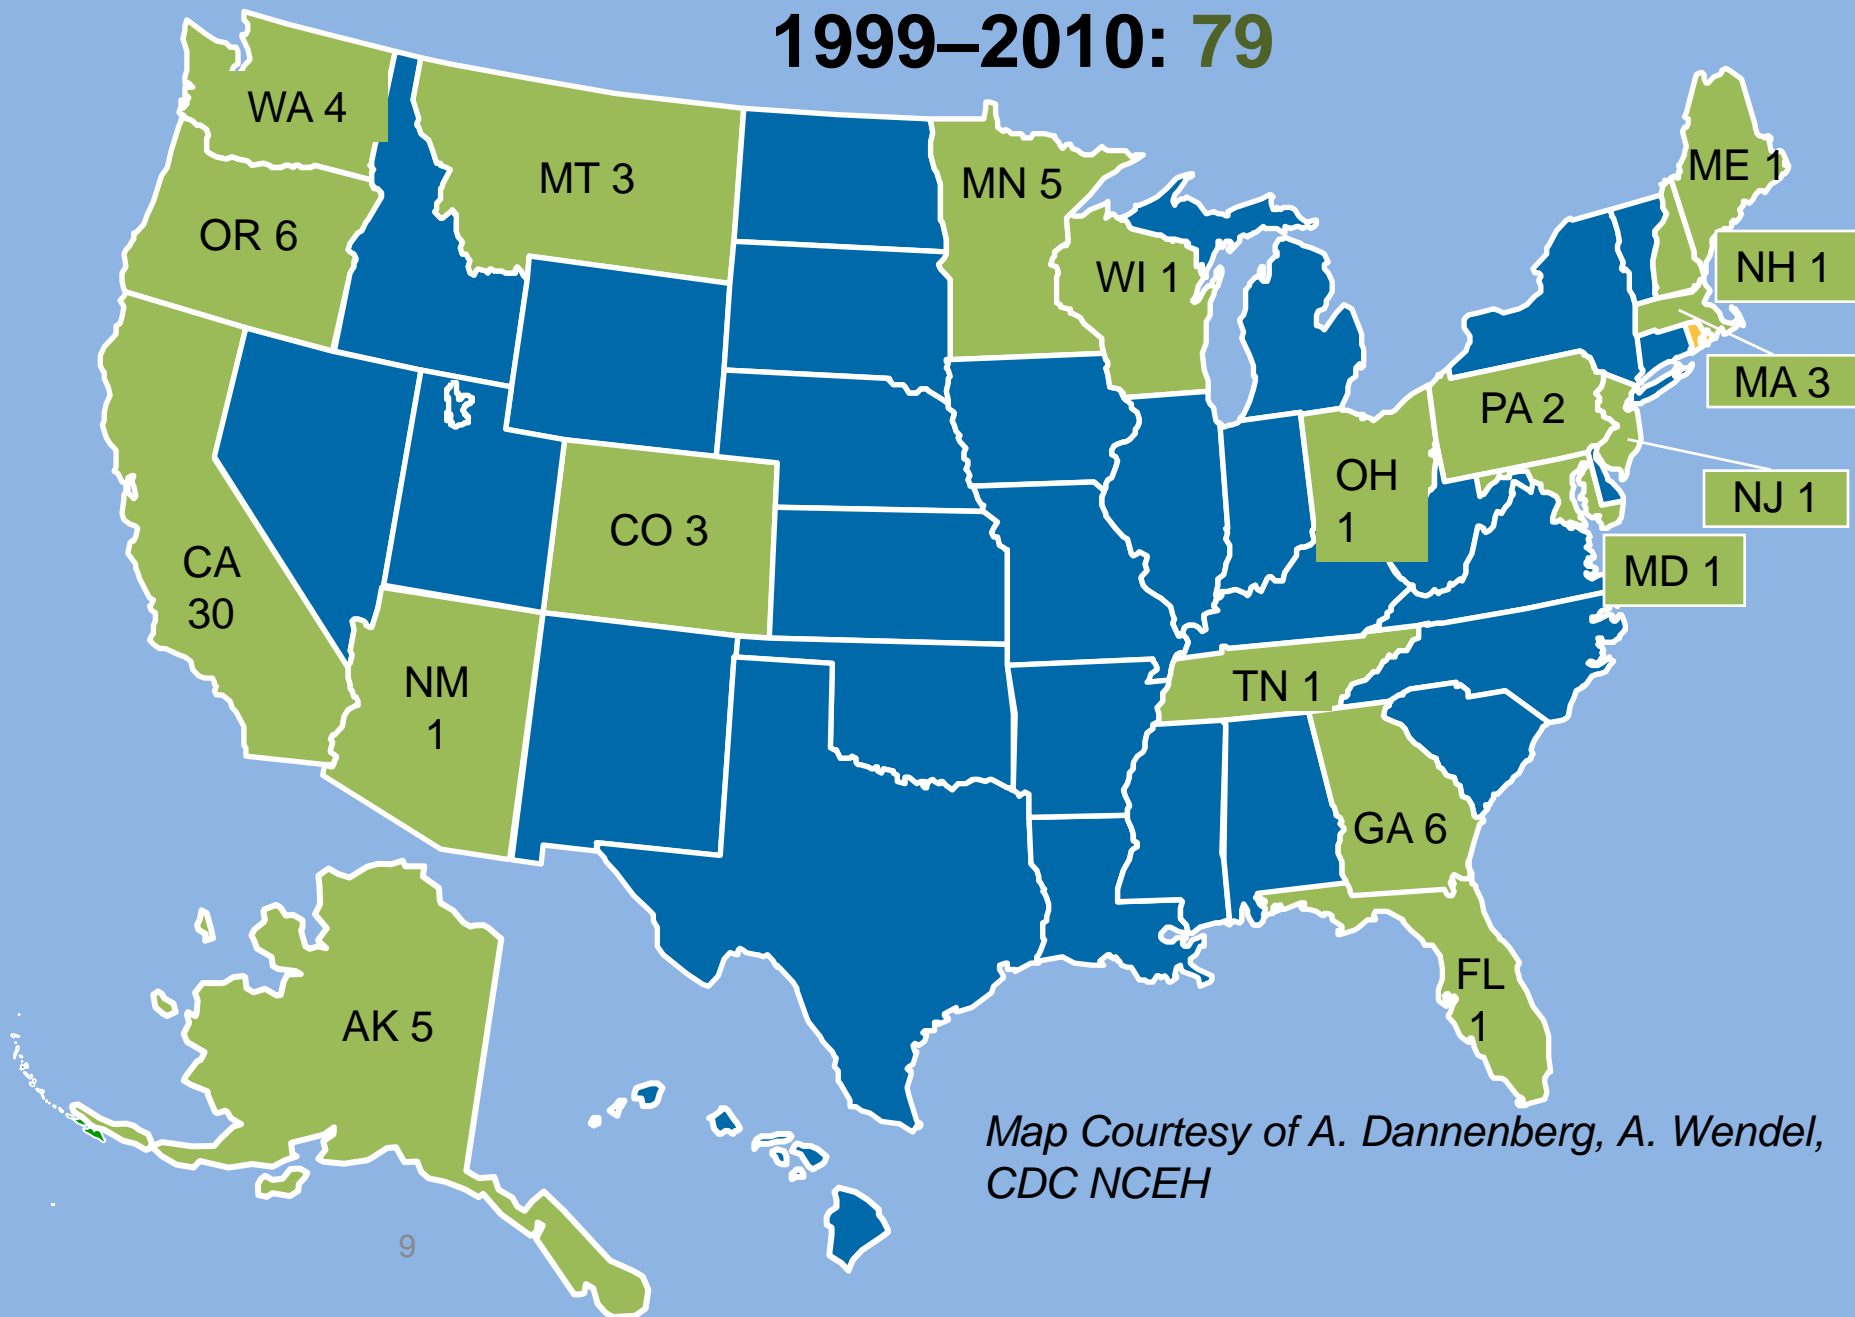 1999–2010: 79
WA 4
MT 3
MN 5
ME 1
OR 6
NH 1
WI 1
MA 3
PA 2
OH
1
NJ 1
CO 3
CA
30
MD 1
NM
1
TN 1
GA 6
FL
1
AK 5
Map Courtesy of A. Dannenberg, A. Wendel,
CDC NCEH
9